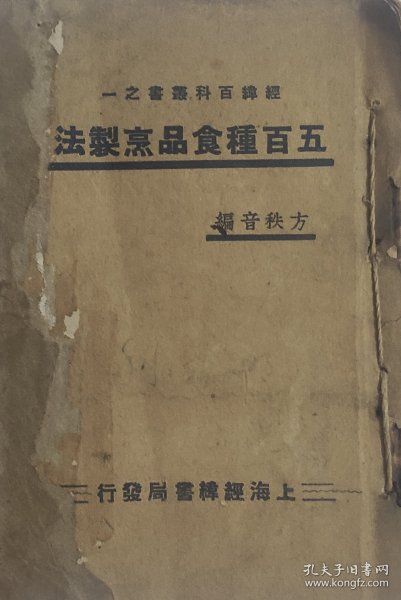 經緯百科叢書之一
五百種食品烹製法
方秩音編
上海經緯書局發行
孔夫子旧书网
www.kongfz.com